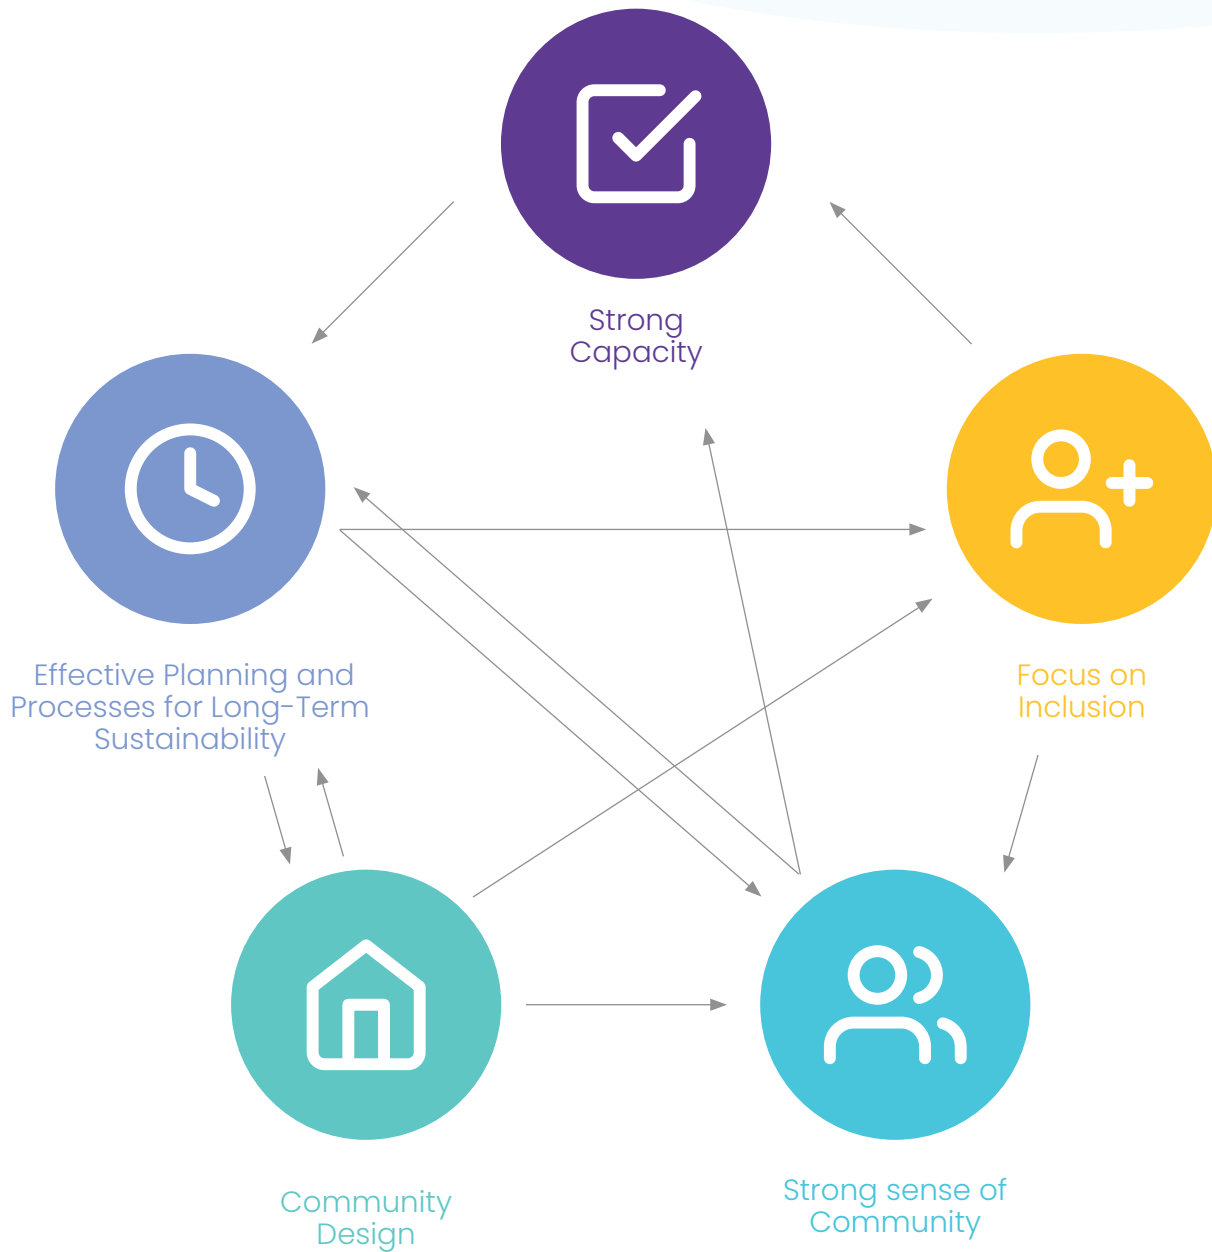 Strong
Capacity
Effective Planning and
Processes for Long-Term
Sustainability
Focus on
Inclusion
Community
Design
Strong sense of
Community